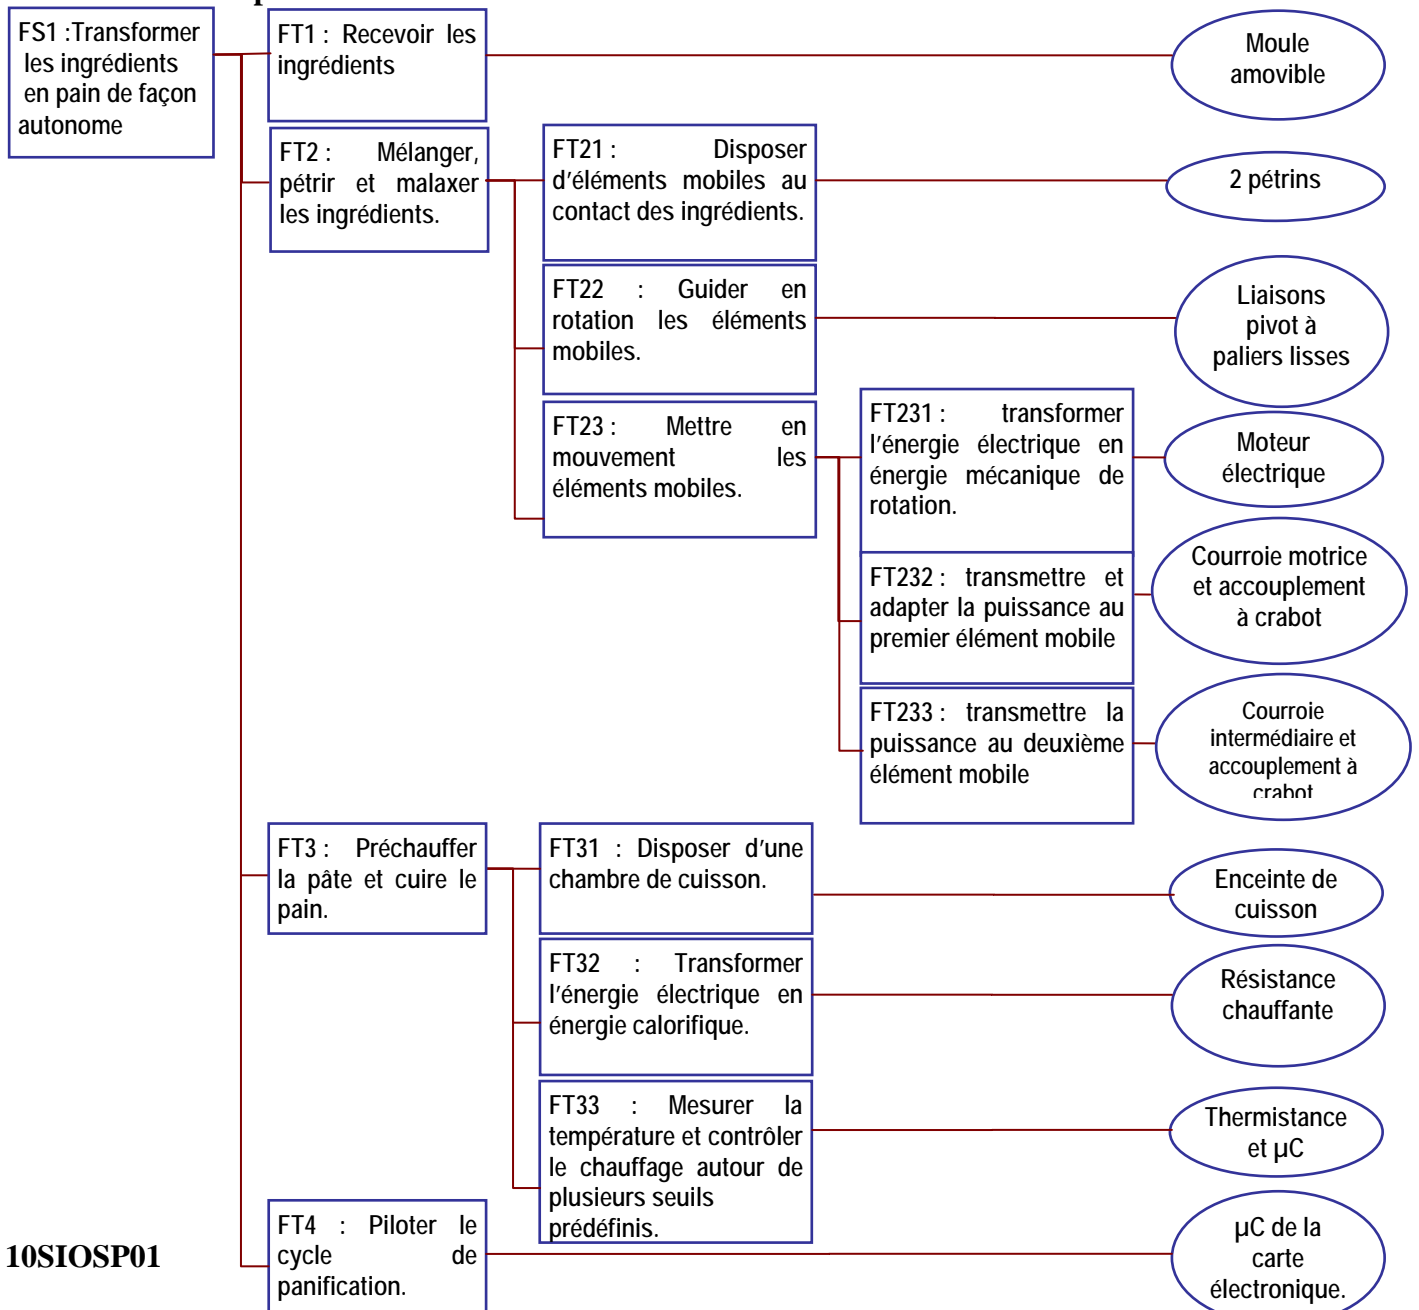 FS1 :Transformer
les ingrédients
en pain de façon
autonome
FT1 : Recevoir les
ingrédients
Moule
amovible
FT2 : Mélanger,
pétrir et malaxer
les ingrédients.
FT21 : Disposer
d'éléments mobiles au
contact des ingrédients.
2 pétrins
FT22 : Guider en
rotation les éléments
mobiles.
Liaisons
pivot à
paliers lisses
FT23 : Mettre en
mouvement les
éléments mobiles.
FT231 : transformer
l'énergie électrique en
énergie mécanique de
rotation.
Moteur
électrique
FT232 : transmettre et
adapter la puissance au
premier élément mobile
Courroie motrice
et accouplement
à crabot
FT233 : transmettre la
puissance au deuxième
élément mobile
Courroie
intermédiaire et
accouplement à
crabot
FT3 : Préchauffer
la pâte et cuire le
pain.
FT31 : Disposer d'une
chambre de cuisson.
Enceinte de
cuisson
FT32 : Transformer
l'énergie électrique en
énergie calorifique.
Résistance
chauffante
FT33 : Mesurer la
température et contrôler
le chauffage autour de
plusieurs seuils
prédéfinis.
Thermistance
et µC
FT4 : Piloter le
cycle de
panification.
µC de la
carte
électronique.
10SIOSP01